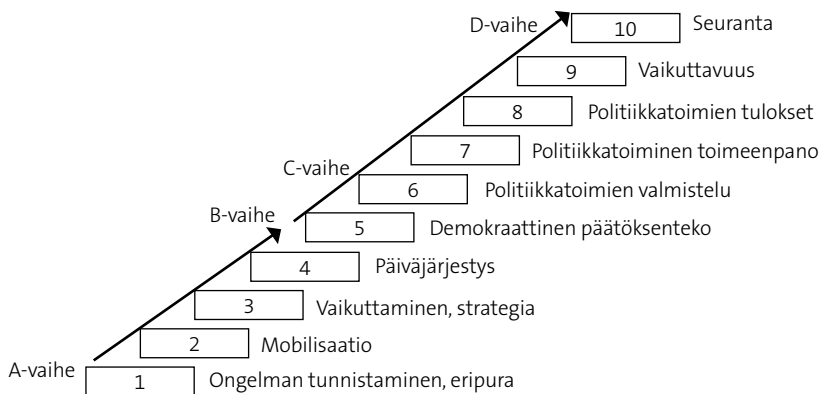 D-vaihe
10 Seuranta
9 Vaikuttavuus
8 Politiikkatoimien tulokset
7 Politiikkatoiminen toimeenpano
C-vaihe
6 Politiikkatoimien valmistelu
B-vaihe
5 Demokraattinen päätöksenteko
4 Päiväjärjestys
3 Vaikuttaminen, strategia
2 Mobilisaatio
A-vaihe
1 Ongelman tunnistaminen, eripura